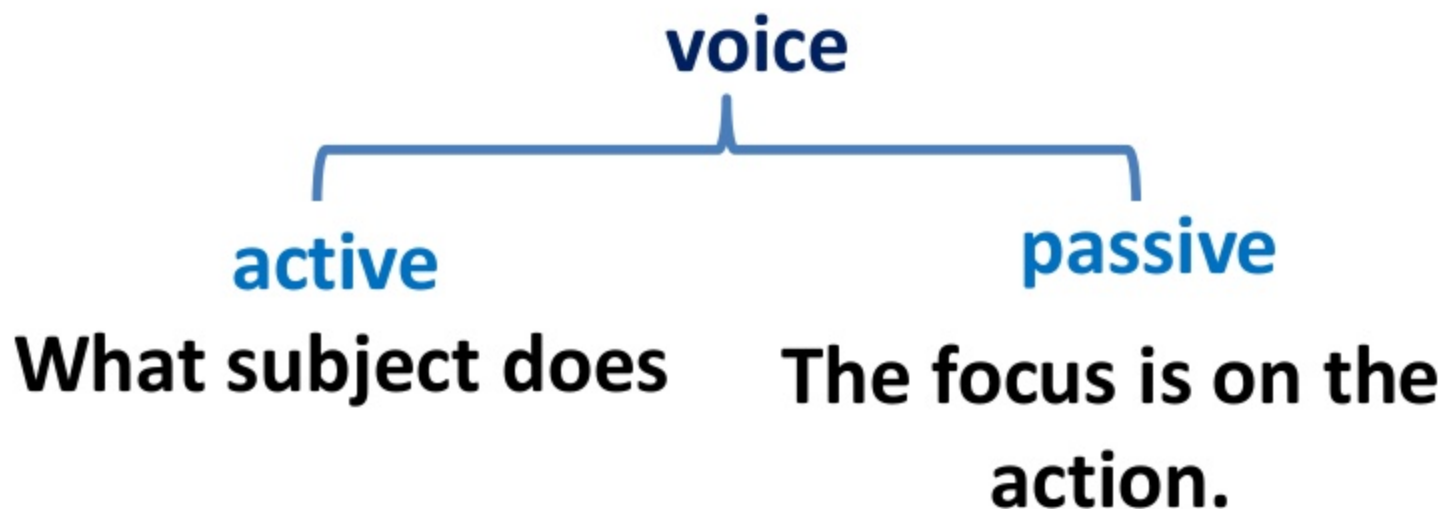 voice
active
passive
What subject does
The focus is on the
action.